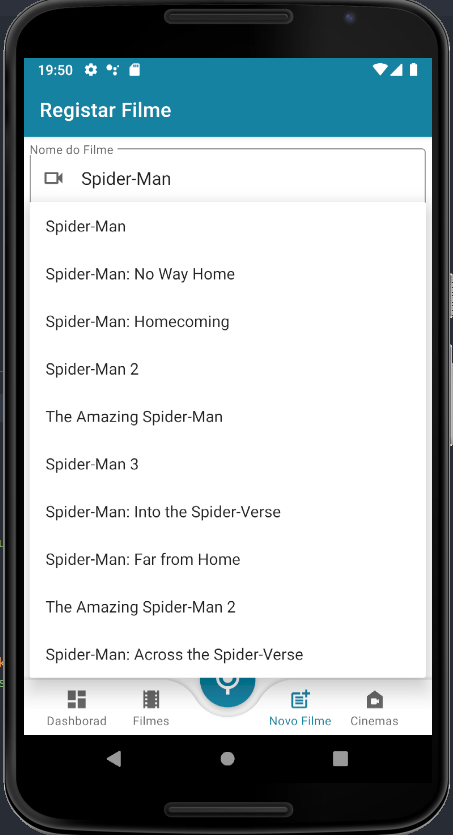 19:50
Registar Filme
Nome do Filme
Spider-Man
Spider-Man
Spider-Man: No Way Home
Spider-Man: Homecoming
Spider-Man 2
The Amazing Spider-Man
Spider-Man 3
Spider-Man: Into the Spider-Verse
Spider-Man: Far from Home
The Amazing Spider-Man 2
Spider-Man: Across the Spider-Verse
Dashborad Filmes Novo Filme Cinemas